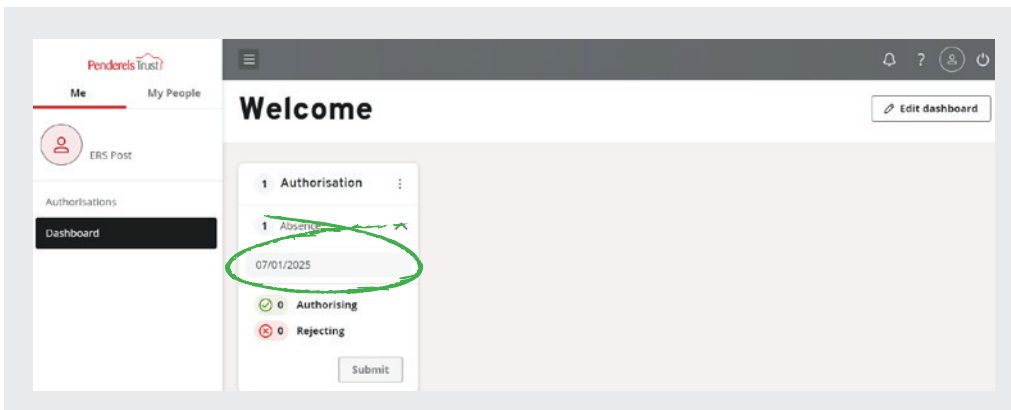 Penderels Trust
Me My People
ERS Post
Authorisations
Dashboard
?
Welcome
Edit dashboard
1 Authorisation
1 Absence
07/01/2025
0 Authorising
0 Rejecting
Submit